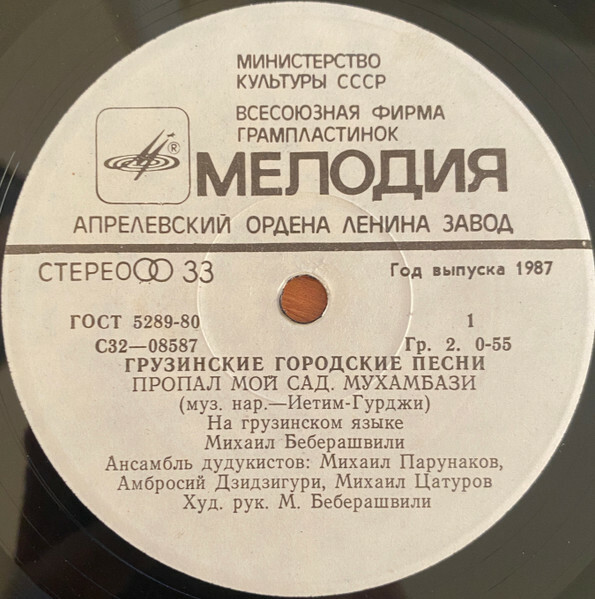 МИНИСТЕРСТВО
КУЛЬТУРЫ СССР
ВСЕСОЮЗНАЯ ФИРМА
ГРАМПЛАСТИНОК
®
МЕЛОДИЯ
АПРЕЛЕВСКИЙ ОРДЕНА ЛЕНИНА ЗАВОД
СТЕРЕО 33 Год выпуска 1987
ГОСТ 5289-80 1
С32—08587 Гр. 2. 0-55
ГРУЗИНСКИЕ ГОРОДСКИЕ ПЕСНИ
ПРОПАЛ МОЙ САД. МУХАМБАЗИ
(муз. нар.—Иетим-Гурджи)
На грузинском языке
Михаил Беберашвили
Ансамбль дудукистов: Михаил Парунаков,
Амбросий Дзидзигури, Михаил Цатуров
Худ. рук. М. Беберашвили